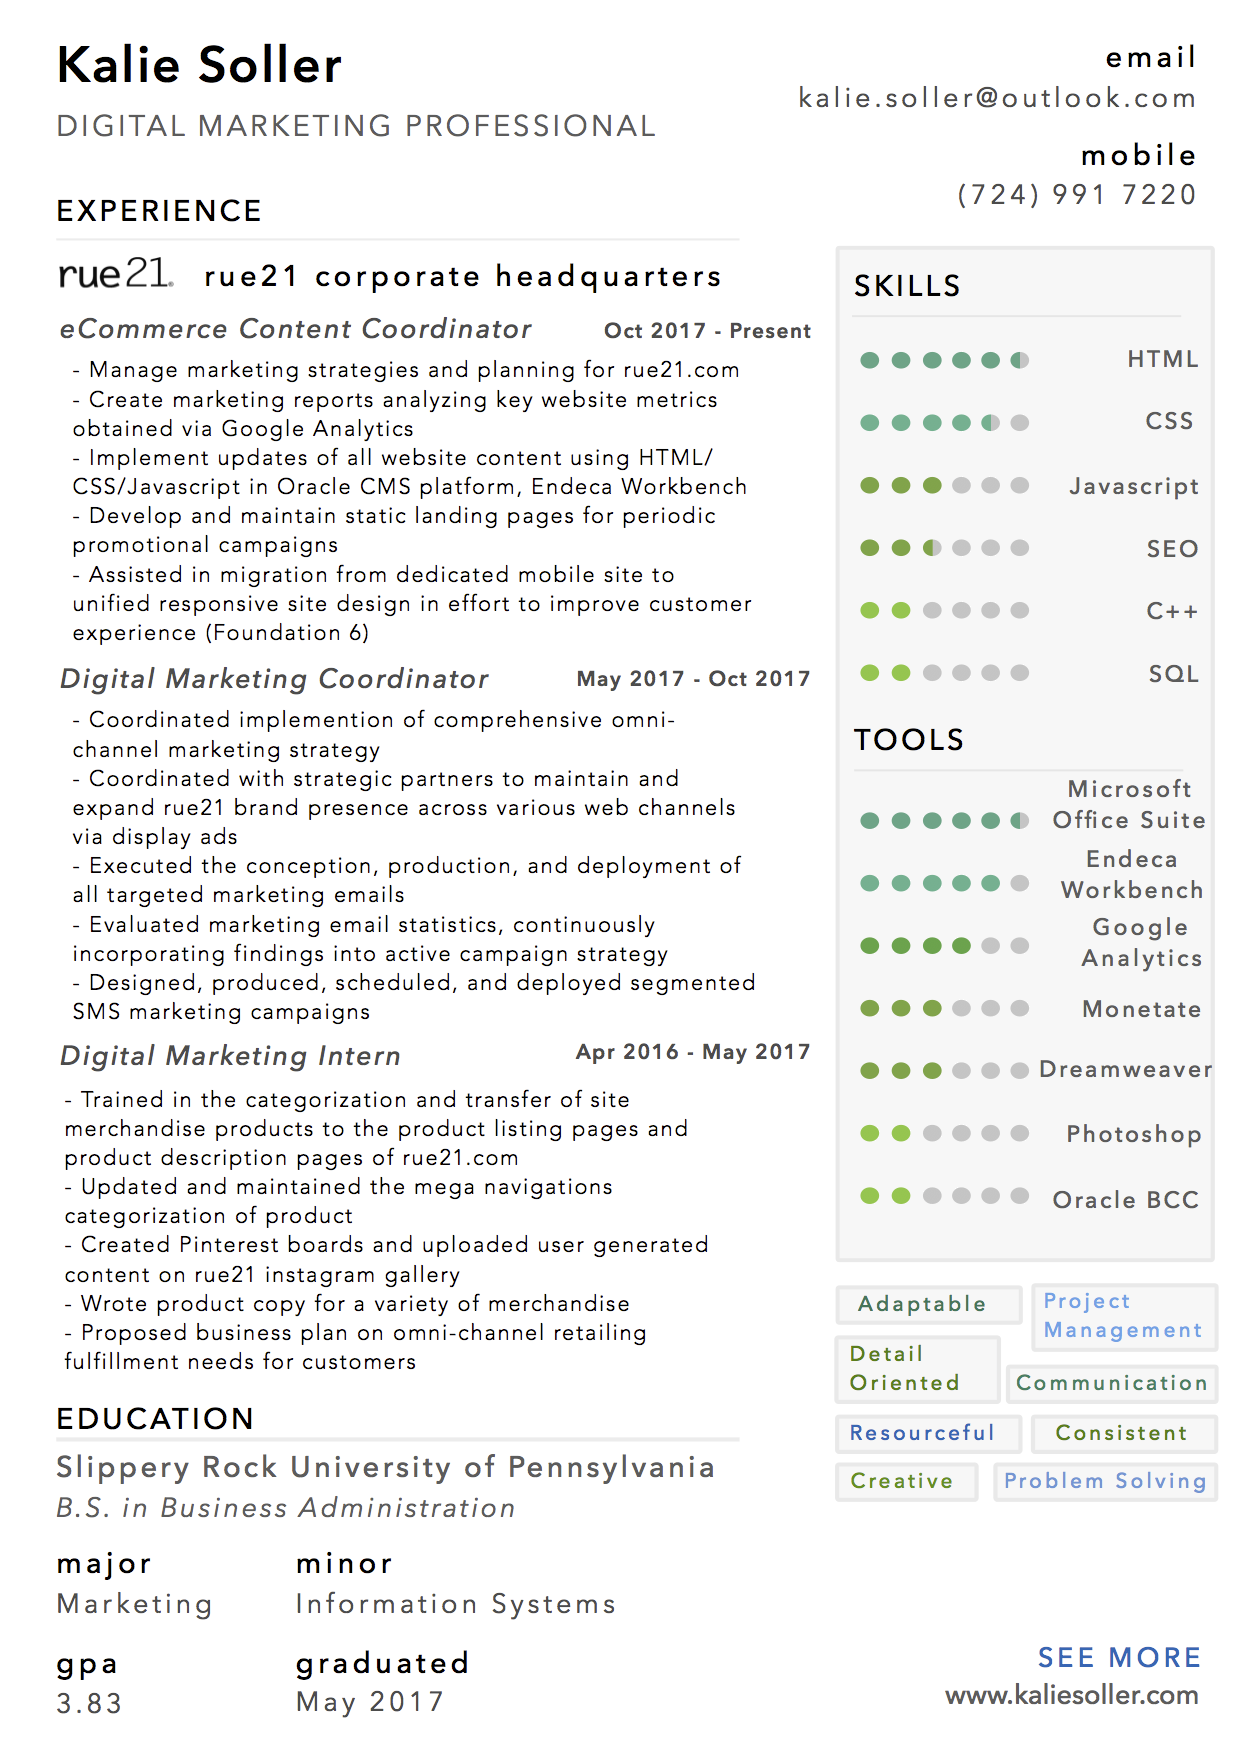 Kalie Soller
DIGITAL MARKETING PROFESSIONAL
email
kalie.soller@outlook.com
mobile
(724) 991 7220
EXPERIENCE
rue21® rue21 corporate headquarters
eCommerce Content Coordinator Oct 2017 - Present
- Manage marketing strategies and planning for rue21.com
- Create marketing reports analyzing key website metrics
obtained via Google Analytics
- Implement updates of all website content using HTML/
CSS/Javascript in Oracle CMS platform, Endeca Workbench
- Develop and maintain static landing pages for periodic
promotional campaigns
- Assisted in migration from dedicated mobile site to
unified responsive site design in effort to improve customer
experience (Foundation 6)
Digital Marketing Coordinator May 2017 - Oct 2017
- Coordinated implemention of comprehensive omni-
channel marketing strategy
- Coordinated with strategic partners to maintain and
expand rue21 brand presence across various web channels
via display ads
- Executed the conception, production, and deployment of
all targeted marketing emails
- Evaluated marketing email statistics, continuously
incorporating findings into active campaign strategy
- Designed, produced, scheduled, and deployed segmented
SMS marketing campaigns
Digital Marketing Intern Apr 2016 - May 2017
- Trained in the categorization and transfer of site
merchandise products to the product listing pages and
product description pages of rue21.com
- Updated and maintained the mega navigations
categorization of product
- Created Pinterest boards and uploaded user generated
content on rue21 instagram gallery
- Wrote product copy for a variety of merchandise
- Proposed business plan on omni-channel retailing
fulfillment needs for customers
EDUCATION
Slippery Rock University of Pennsylvania
B.S. in Business Administration
major minor
Marketing Information Systems
gpa graduated
3.83 May 2017
SKILLS
HTML
CSS
Javascript
SEO
C++
SQL
TOOLS
Microsoft
Office Suite
Endeca
Workbench
Google
Analytics
Monetate
Dreamweaver
Photoshop
Oracle BCC
Adaptable
Project
Management
Detail
Oriented
Communication
Resourceful
Consistent
Creative
Problem Solving
SEE MORE
www.kaliesoller.com